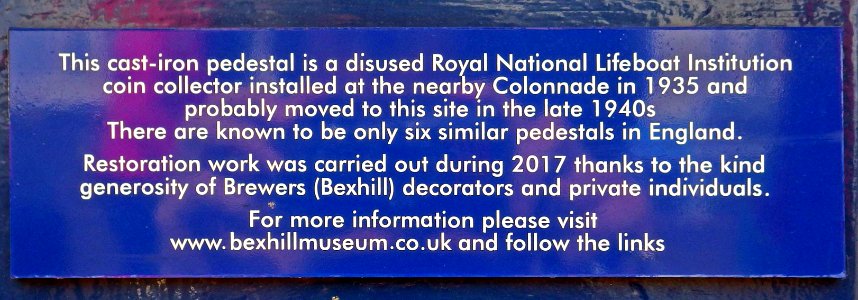 This cast-iron pedestal is a disused Royal National Lifeboat Institution
coin collector installed at the nearby Colonnade in 1935 and
probably moved to this site in the late 1940s
There are known to be only six similar pedestals in England.
Restoration work was carried out during 2017 thanks to the kind
generosity of Brewers (Bexhill) decorators and private individuals.
For more information please visit
www.bexhillmuseum.co.uk and follow the links